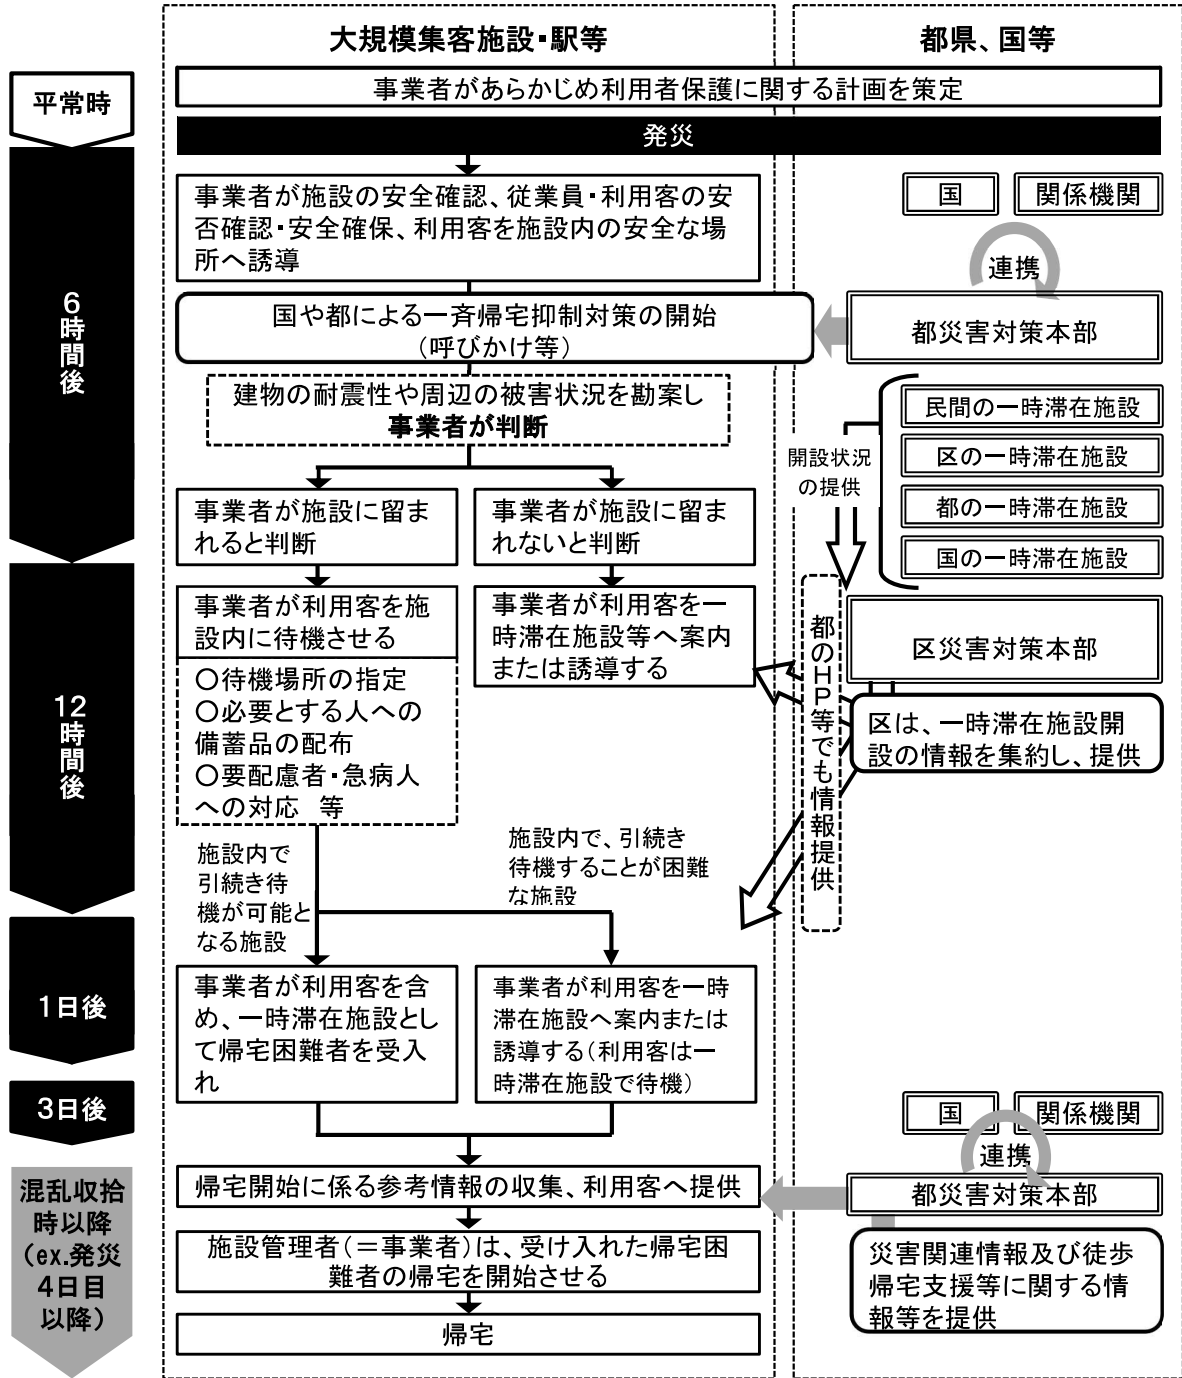 大規模集客施設・駅等
都県、国等
平常時
事業者があらかじめ利用者保護に関する計画を策定
発災
6時間後
事業者が施設の安全確認、従業員・利用客の安
否確認・安全確保、利用客を施設内の安全な場
所へ誘導
国
関係機関
連携
国や都による一斉帰宅抑制対策の開始
（呼びかけ等）
都災害対策本部
建物の耐震性や周辺の被害状況を勘案し
事業者が判断
開設状況
の提供
民間の一時滞在施設
区の一時滞在施設
都の一時滞在施設
国の一時滞在施設
事業者が施設に留ま
れると判断
事業者が施設に留ま
れないと判断
12時間後
事業者が利用客を施
設内に待機させる
○待機場所の指定
○必要とする人への
備蓄品の配布
○要配慮者・急病人
への対応　等
事業者が利用客を一
時滞在施設等へ案内
または誘導する
都のHP等でも情報提供
区災害対策本部
区は、一時滞在施設開
設の情報を集約し、提供
施設内で
引続き待
機が可能と
なる施設
施設内で、引続き
待機することが困難
な施設
1日後
事業者が利用客を含
め、一時滞在施設とし
て帰宅困難者を受入
れ
事業者が利用客を一時
滞在施設へ案内または
誘導する（利用客は一
時滞在施設で待機）
3日後
国
関係機関
連携
混乱収拾
時以降
（ex.発災
4日目
以降）
帰宅開始に係る参考情報の収集、利用客へ提供
都災害対策本部
施設管理者（＝事業者）は、受け入れた帰宅困
難者の帰宅を開始させる
災害関連情報及び徒歩
帰宅支援等に関する情
報等を提供
帰宅